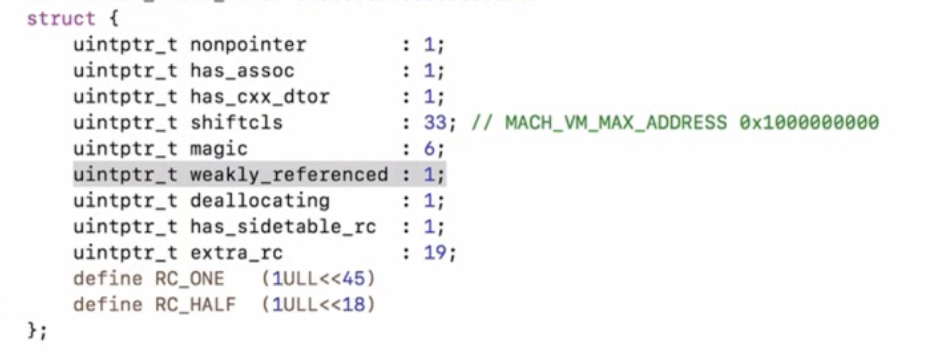 struct {
uintptr_t nonpointer : 1;
uintptr_t has_assoc : 1;
uintptr_t has_cxx_dtor : 1;
uintptr_t shiftcls : 33; // MACH_VM_MAX_ADDRESS 0x1000000000
uintptr_t magic : 6;
uintptr_t weakly_referenced : 1;
uintptr_t deallocating : 1;
uintptr_t has_sidetable_rc : 1;
uintptr_t extra_rc : 19;
define RC_ONE (1ULL<<45)
define RC_HALF (1ULL<<18)
};